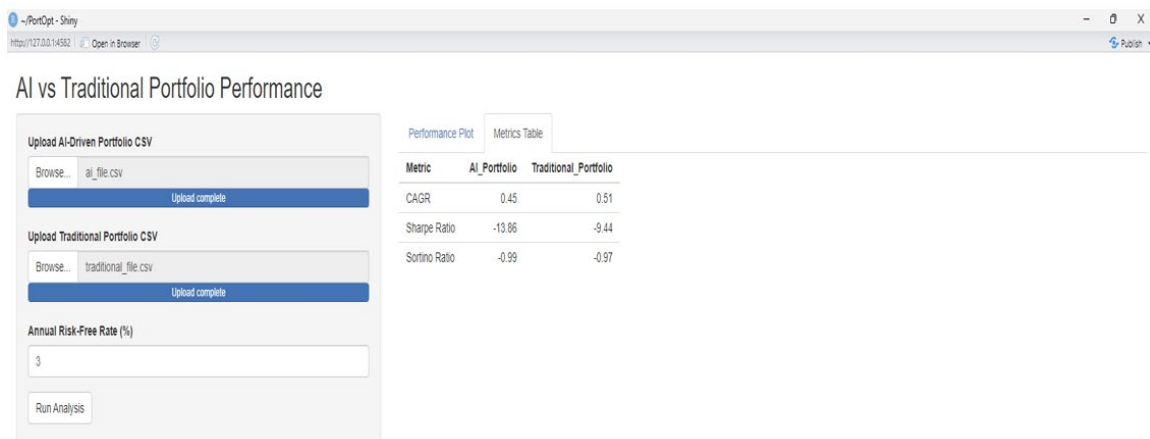 ~/PortOpt - Shiny
http://127.0.0.1:4582 Open in Browser Publish
AI vs Traditional Portfolio Performance
Upload AI-Driven Portfolio CSV
Browse... ai_file.csv
Upload complete
Upload Traditional Portfolio CSV
Browse... traditional_file.csv
Upload complete
Annual Risk-Free Rate (%)
3
Run Analysis
Performance Plot Metrics Table
Metric AI_Portfolio Traditional_Portfolio
CAGR 0.45 0.51
Sharpe Ratio -13.86 -9.44
Sortino Ratio -0.99 -0.97